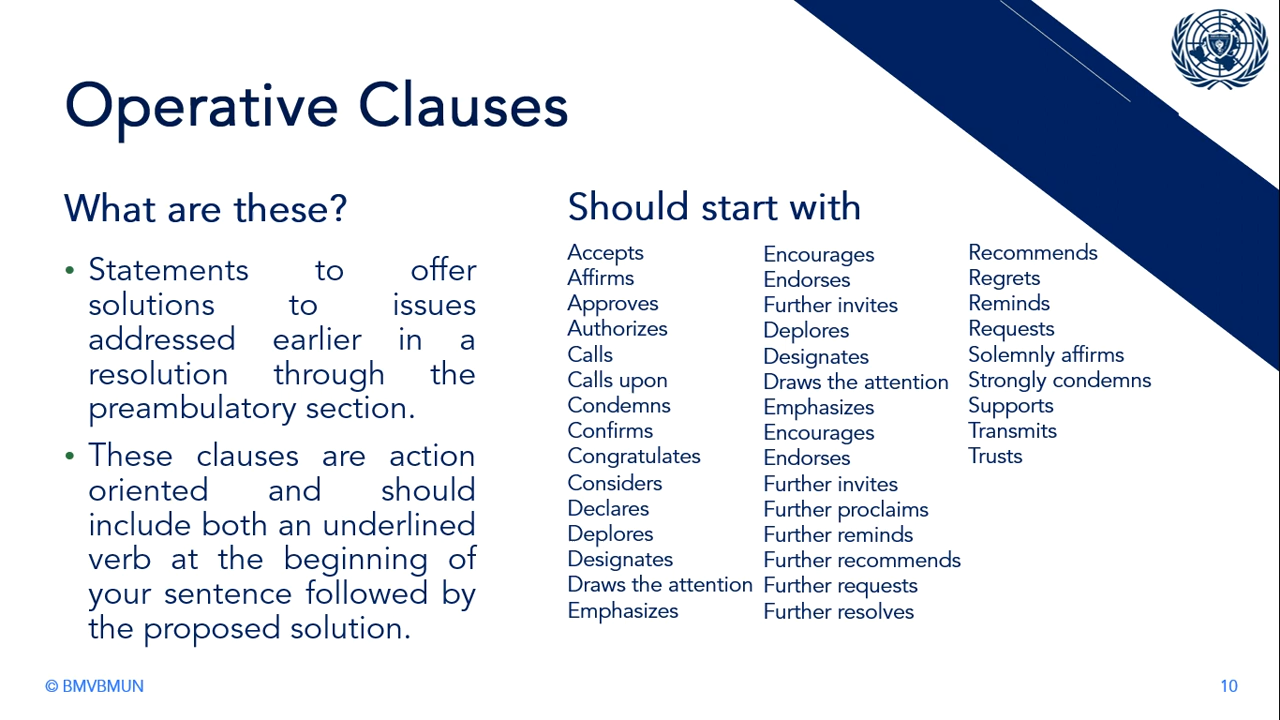 Operative Clauses
What are these?
• Statements to offer
solutions to issues
addressed earlier in a
resolution through the
preambulatory section.
• These clauses are action
oriented and should
include both an underlined
verb at the beginning of
your sentence followed by
the proposed solution.
Should start with
Accepts
Affirms
Approves
Authorizes
Calls
Calls upon
Condemns
Confirms
Congratulates
Considers
Declares
Deplores
Designates
Draws the attention
Emphasizes
Encourages
Endorses
Further invites
Deplores
Designates
Draws the attention
Emphasizes
Encourages
Endorses
Further invites
Further proclaims
Further reminds
Further recommends
Further requests
Further resolves
Recommends
Regrets
Reminds
Requests
Solemnly affirms
Strongly condemns
Supports
Transmits
Trusts
© BMVBMUN
10